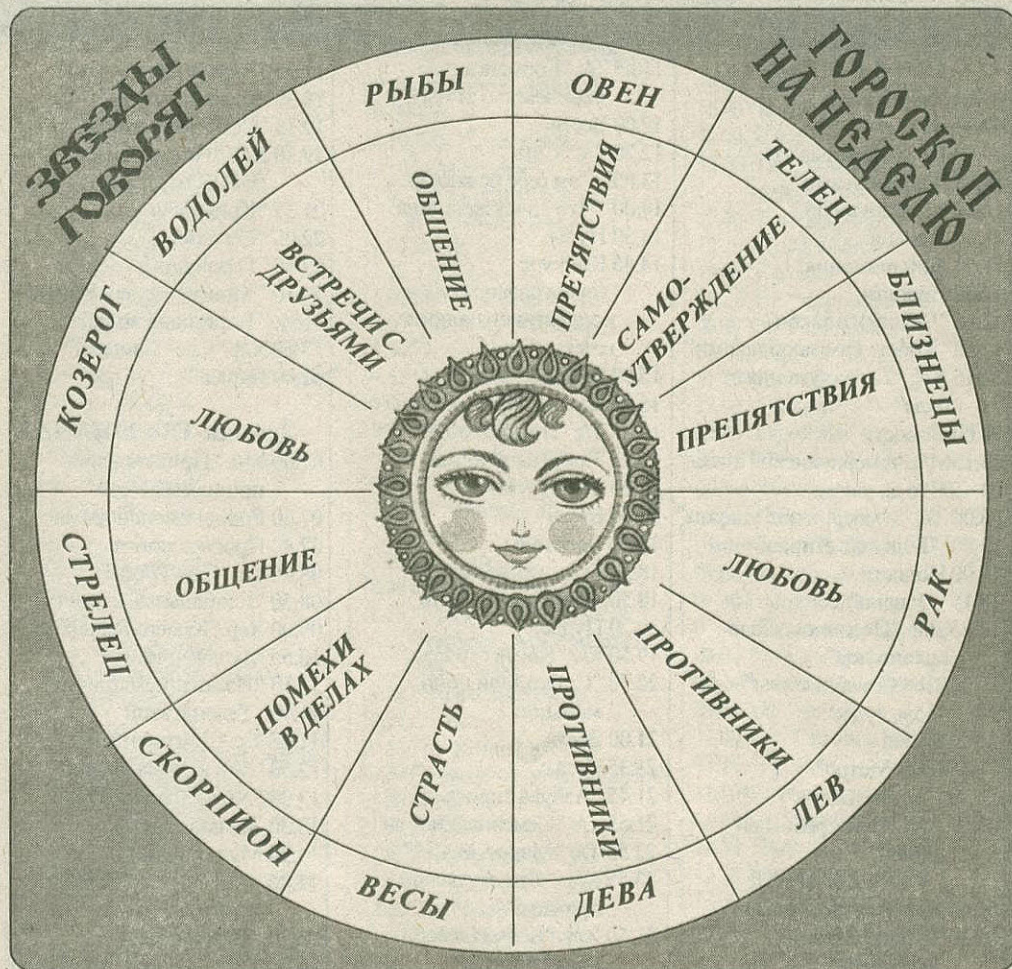 ЗВЕЗДЫ
ГОВОРЯТ
ГОРОСКОП
НА НЕДЕЛЮ
ОВЕН
ПРЕТЯТСТВИЯ
ТЕЛЕЦ
САМО-
УТВЕРЖДЕНИЕ
БЛИЗНЕЦЫ
ПРЕПЯТСТВИЯ
РАК
ЛЮБОВЬ
ЛЕВ
ПРОТИВНИКИ
ДЕВА
ПРОТИВНИКИ
ВЕСЫ
СТРАСТЬ
СКОРПИОН
ПОМЕХИ
В ДЕЛАХ
СТРЕЛЕЦ
ОБЩЕНИЕ
КОЗЕРОГ
ЛЮБОВЬ
ВОДОЛЕЙ
ВСТРЕЧИ С
ДРУЗЬЯМИ
РЫБЫ
ОБЩЕНИЕ